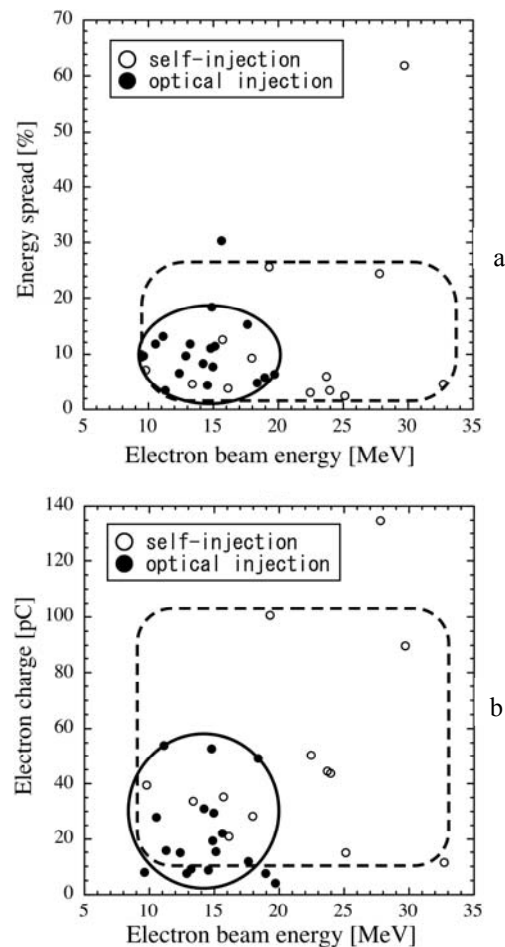 70
60
50
40
30
20
10
0
Energy spread [%]
self-injection
optical injection
a
5 10 15 20 25 30 35
Electron beam energy [MeV]
140
120
100
80
60
40
20
0
Electron charge [pC]
self-injection
optical injection
b
5 10 15 20 25 30 35
Electron beam energy [MeV]